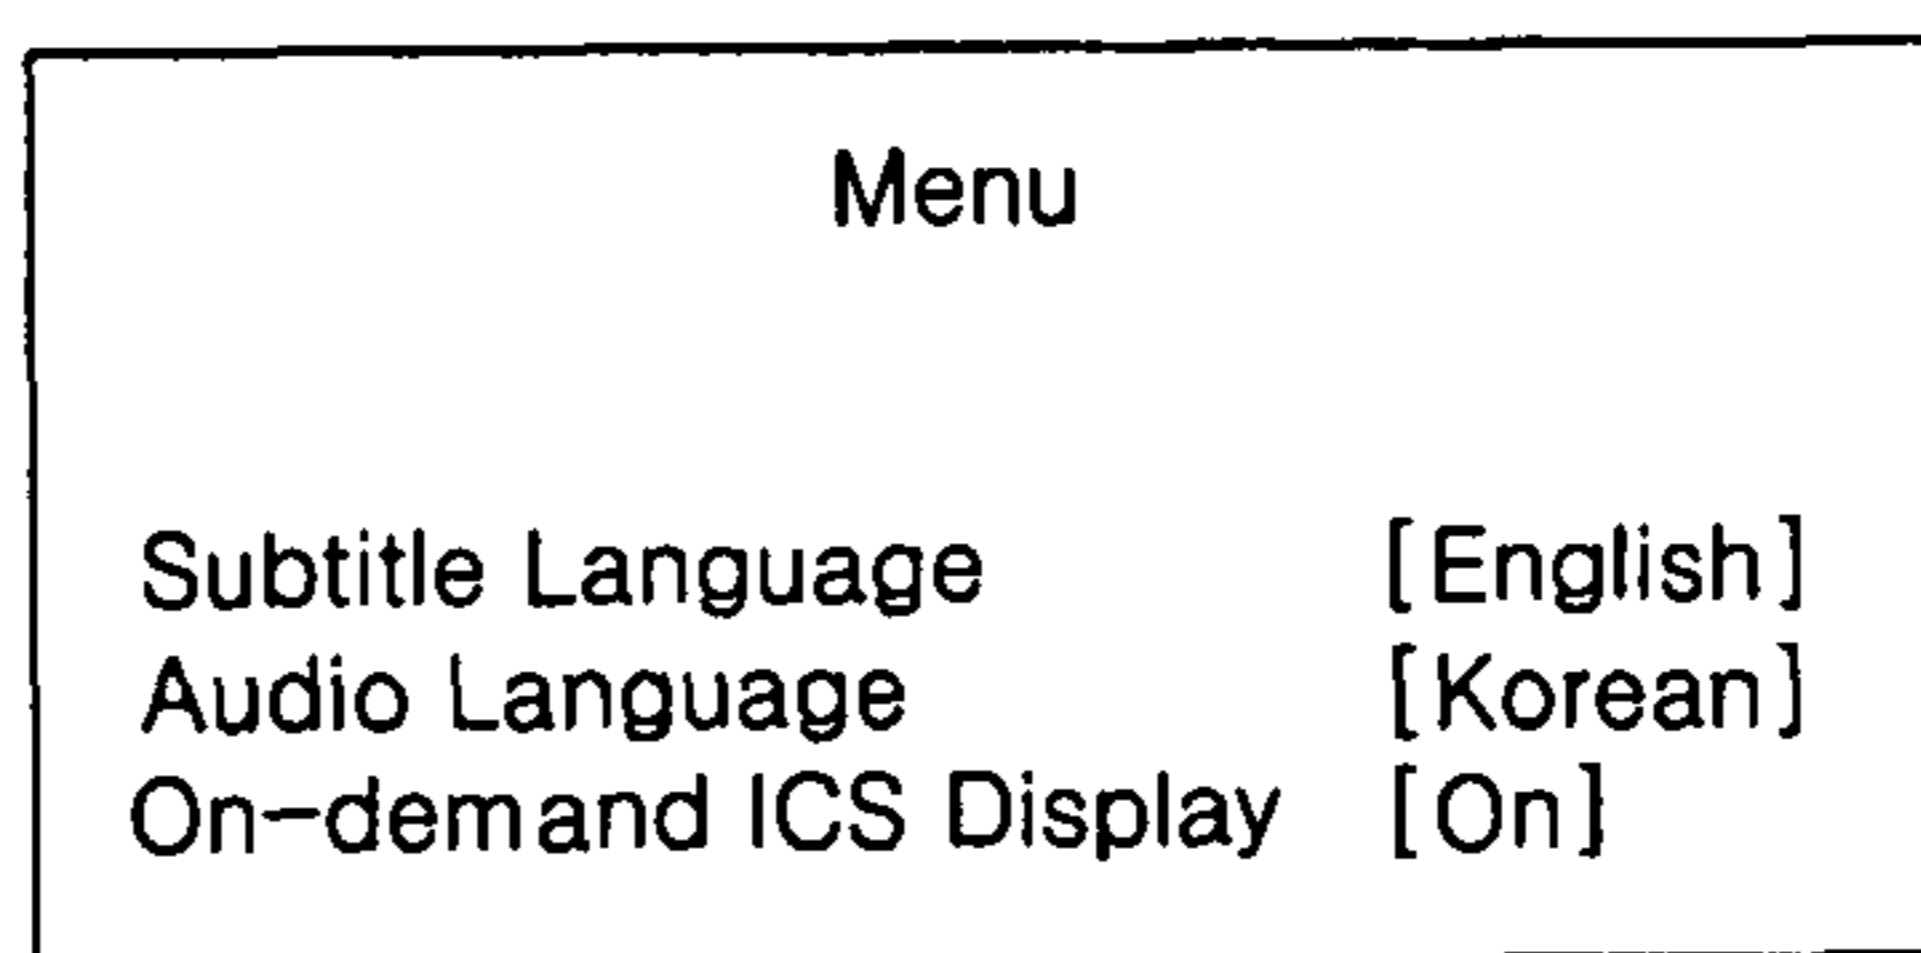 Menu
Subtitle Language [English]
Audio Language [Korean]
On-demand ICS Display [On]